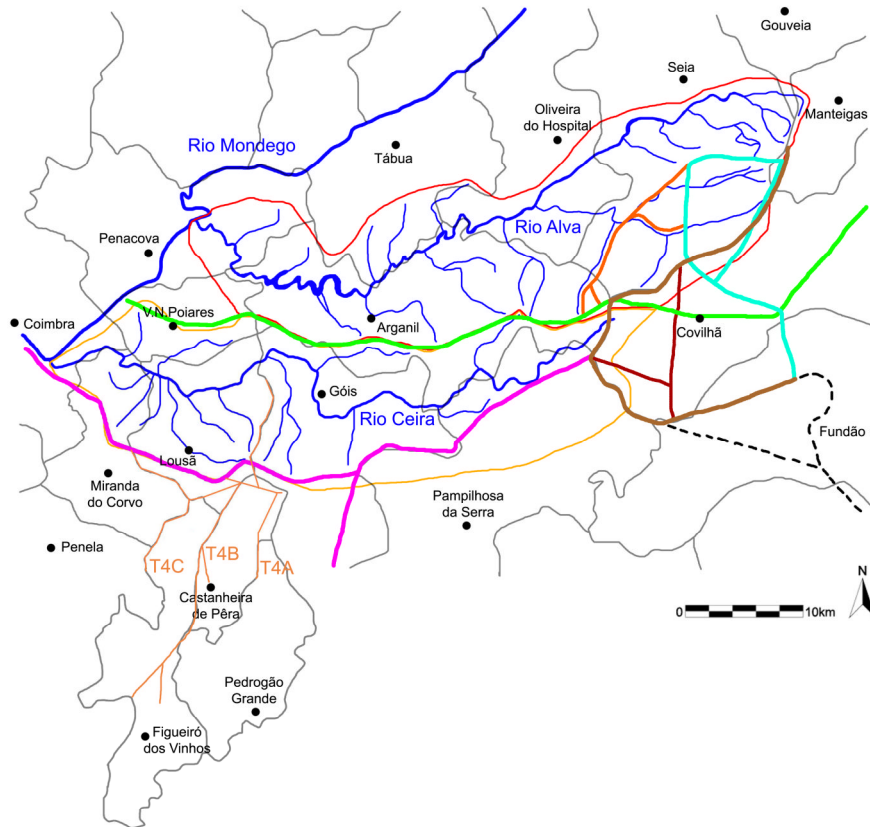 Gouveia
Seia
Manteigas
Oliveira
do Hospital
Tábua
Rio Mondego
Rio Alva
Penacova
Coimbra
V.N.Poiares
Arganil
Covilhã
Góis
Rio Ceira
Fundão
Lousã
Miranda
do Corvo
Pampilhosa
da Serra
Penela
T4C
T4B
T4A
Castanheira
de Pêra
N
0
10km
Pedrogão
Grande
Figueiró
dos Vinhos